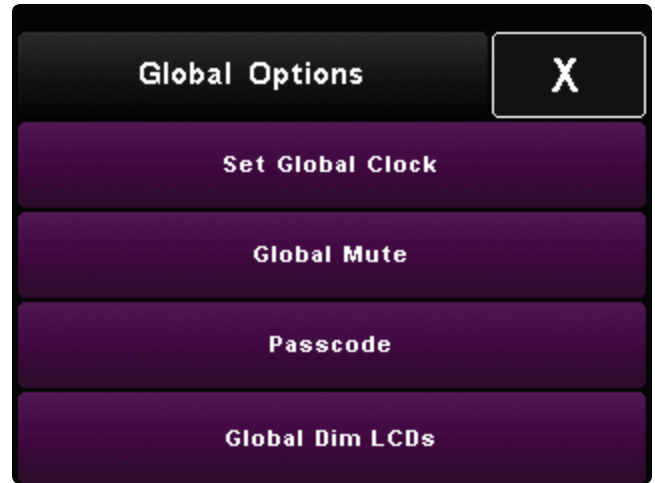 Global Options X
Set Global Clock
Global Mute
Passcode
Global Dim LCDs